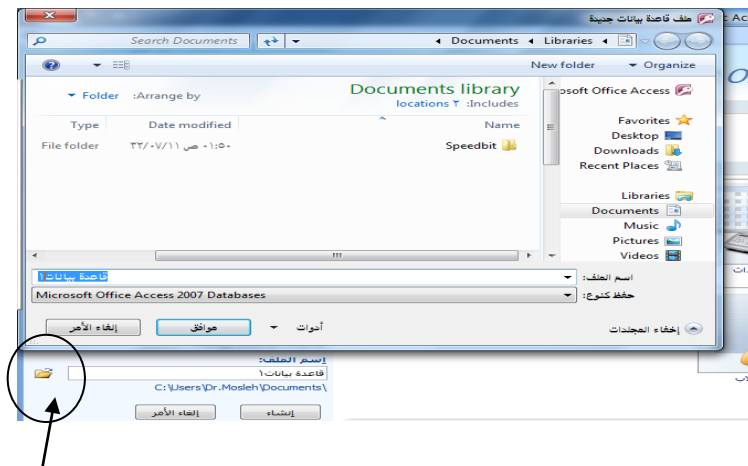 ملف قاعدة بيانات جديدة
Libraries ◂ Documents ◂
Search Documents
Organize
New folder
Microsoft Office Access
Favorites
Desktop
Downloads
Recent Places
Libraries
Documents
Music
Pictures
Videos
Documents library
Includes: ٢ locations
Arrange by: Folder
Name Date modified Type
Speedbit ٣٢/٠٧/١١ ص ٠١:٥٠ File folder
اسم الملف: قاعدة بيانات١
حفظ كنوع: Microsoft Office Access 2007 Databases
إخفاء المجلدات
أدوات
موافق
إلغاء الأمر
إسم الملف:
قاعدة بيانات١
C:\Users\Dr.Mosleh\Documents\
إنشاء
إلغاء الأمر